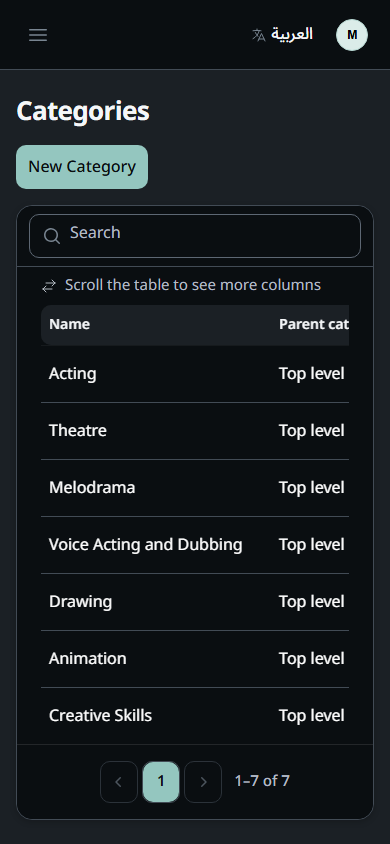 العربية
M
Categories
New Category
Search
Scroll the table to see more columns
Name Parent cat
Acting Top level
Theatre Top level
Melodrama Top level
Voice Acting and Dubbing Top level
Drawing Top level
Animation Top level
Creative Skills Top level
1 1–7 of 7